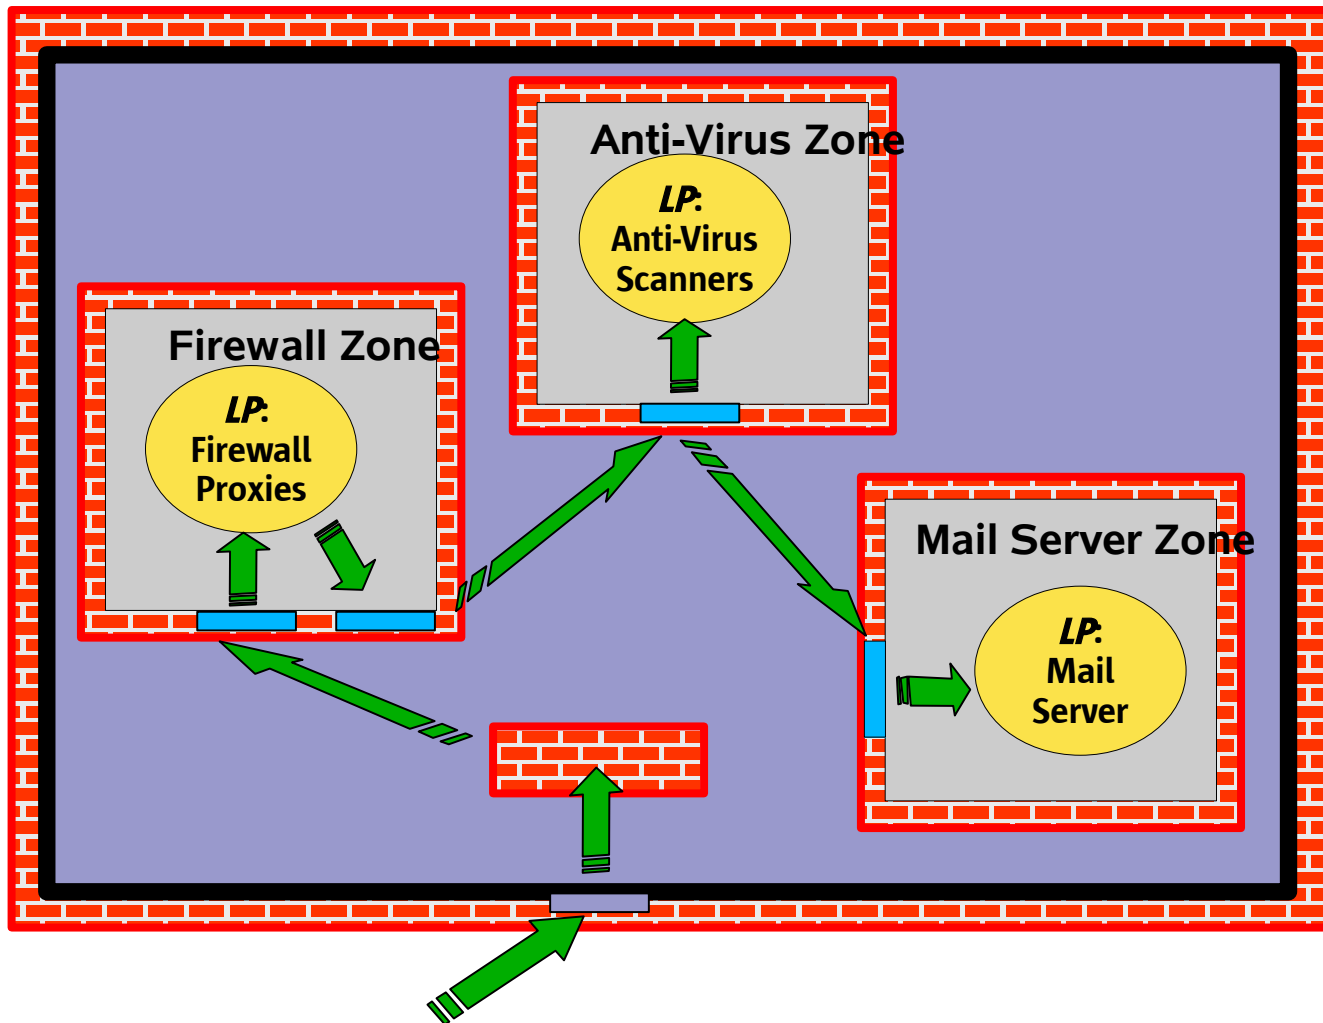 Anti-Virus Zone
LP:
Anti-Virus
Scanners
Firewall Zone
LP:
Firewall
Proxies
Mail Server Zone
LP:
Mail
Server